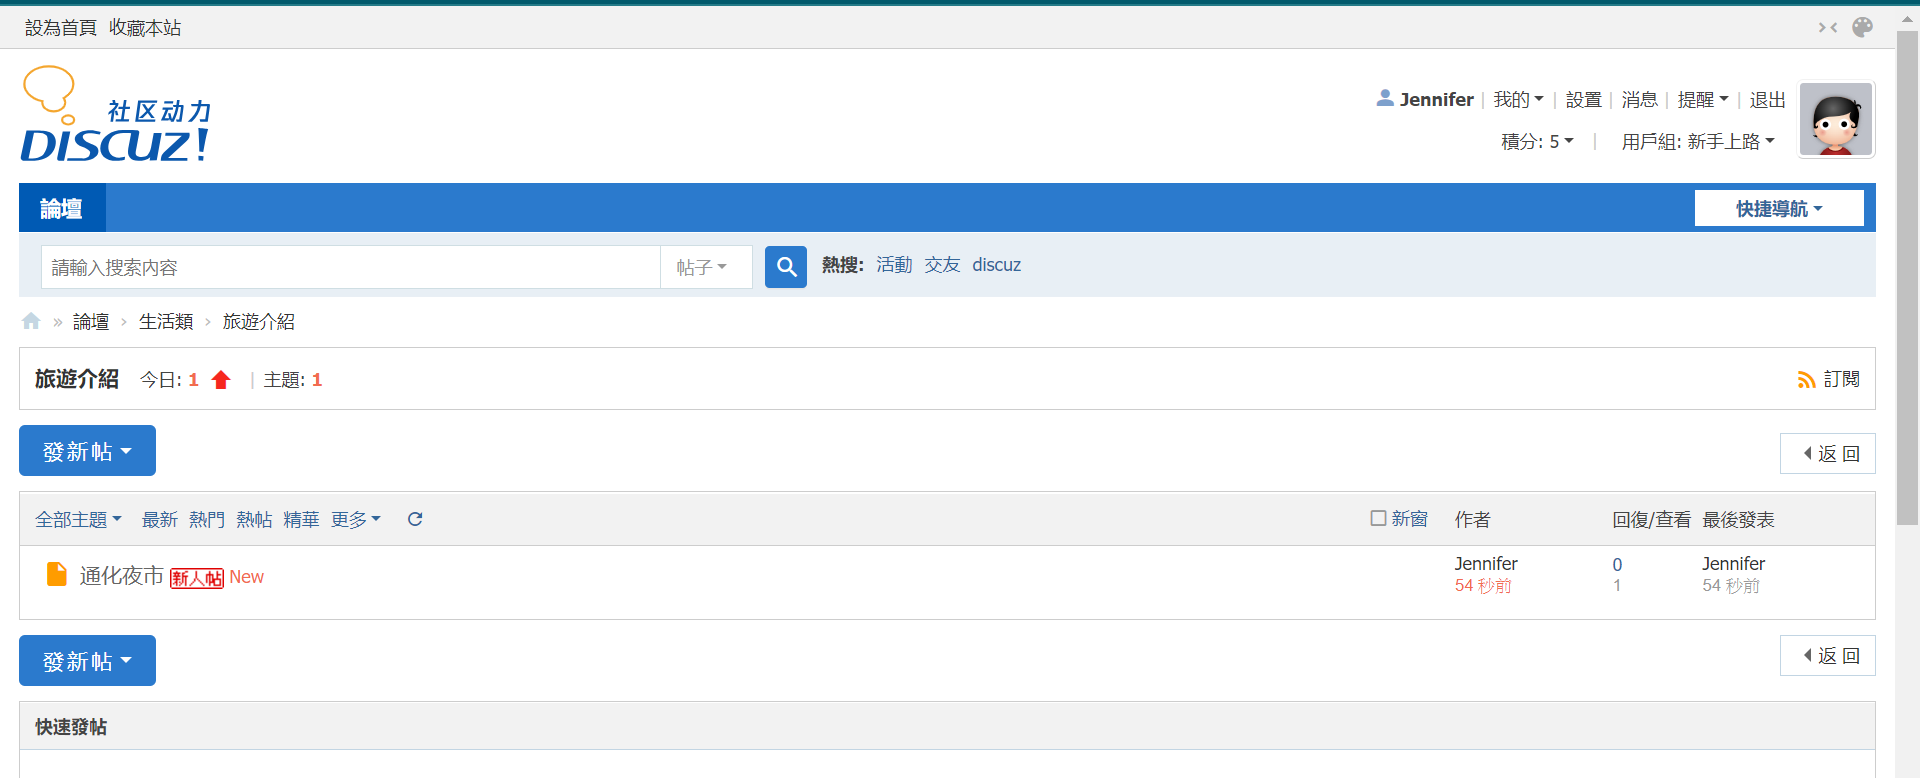 設為首頁 收藏本站
社区动力
DISCUZ!
Jennifer | 我的 | 設置 | 消息 | 提醒 | 退出
積分: 5 | 用戶組: 新手上路
論壇 快捷導航
請輸入搜索內容 帖子 熱搜: 活動 交友 discuz
» 論壇 › 生活類 › 旅遊介紹
旅遊介紹 今日: 1 | 主題: 1 訂閱
發新帖 返 回
全部主題 最新 熱門 熱帖 精華 更多 新窗 作者 回復/查看 最後發表
通化夜市 新人帖 New Jennifer 0 Jennifer
54 秒前 1 54 秒前
發新帖 返 回
快速發帖